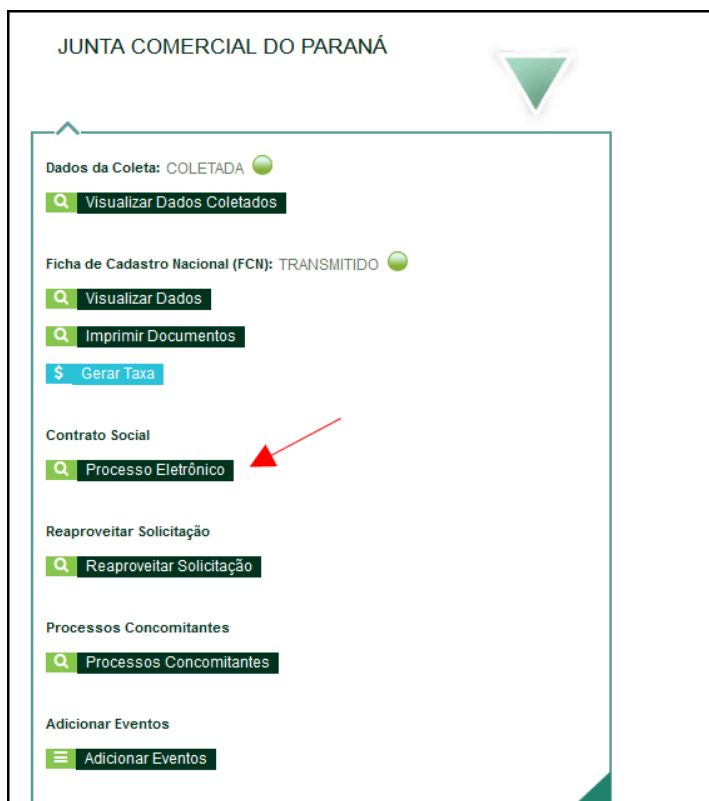 JUNTA COMERCIAL DO PARANÁ
Dados da Coleta: COLETADA
Visualizar Dados Coletados
Ficha de Cadastro Nacional (FCN): TRANSMITIDO
Visualizar Dados
Imprimir Documentos
$ Gerar Taxa
Contrato Social
Processo Eletrônico
Reaproveitar Solicitação
Reaproveitar Solicitação
Processos Concomitantes
Processos Concomitantes
Adicionar Eventos
Adicionar Eventos